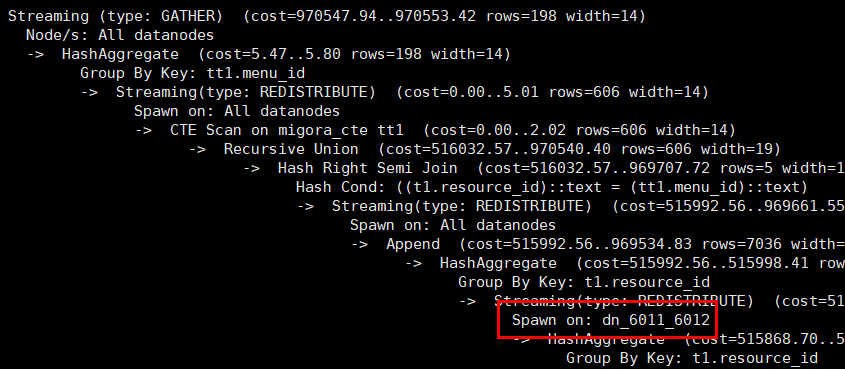 Streaming (type: GATHER)  (cost=970547.94..970553.42 rows=198 width=14)
Node/s: All datanodes
->  HashAggregate  (cost=5.47..5.80 rows=198 width=14)
Group By Key: tt1.menu_id
->  Streaming(type: REDISTRIBUTE)  (cost=0.00..5.01 rows=606 width=14)
Spawn on: All datanodes
->  CTE Scan on migora_cte tt1  (cost=0.00..2.02 rows=606 width=14)
->  Recursive Union  (cost=516032.57..970540.40 rows=606 width=19)
->  Hash Right Semi Join  (cost=516032.57..969707.72 rows=5 width=1
Hash Cond: ((t1.resource_id)::text = (tt1.menu_id)::text)
->  Streaming(type: REDISTRIBUTE)  (cost=515992.56..969661.55
Spawn on: All datanodes
->  Append  (cost=515992.56..969534.83 rows=7036 width=
->  HashAggregate  (cost=515992.56..515998.41 row
Group By Key: t1.resource_id
->  Streaming(type: REDISTRIBUTE)  (cost=51
Spawn on: dn_6011_6012
->  HashAggregate  (cost=515868.70..5
Group By Key: t1.resource_id